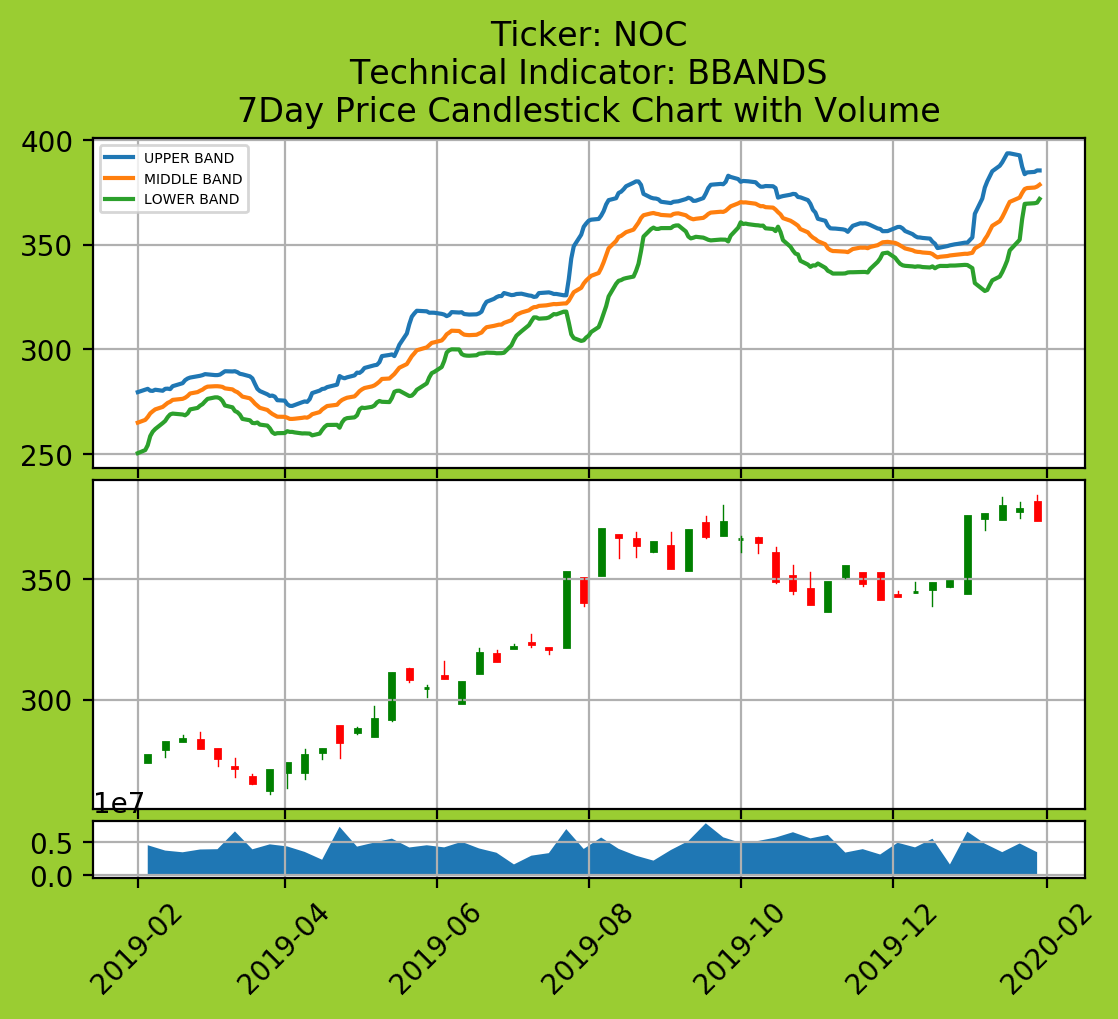 Ticker: NOC
Technical Indicator: BBANDS
7Day Price Candlestick Chart with Volume
400
350
300
250
UPPER BAND
MIDDLE BAND
LOWER BAND
350
300
1e7
0.5
0.0
2019-02
2019-04
2019-06
2019-08
2019-10
2019-12
2020-02